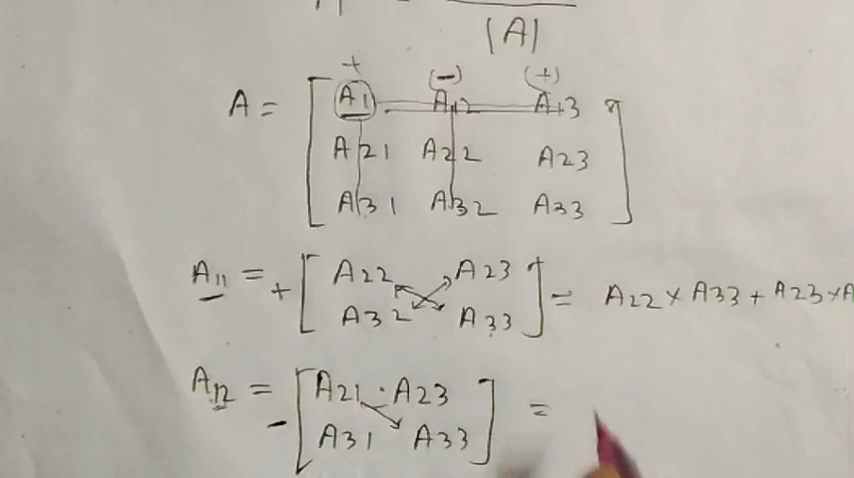 |A|
+ (-) (+)
A = [ A1 A12 A13 ]
A21 A22 A23
A31 A32 A33
A11 = + [ A22 A23 ] = A22 × A33 + A23 × A
A32 A33
A12 = - [ A21 · A23 ] =
A31 A33